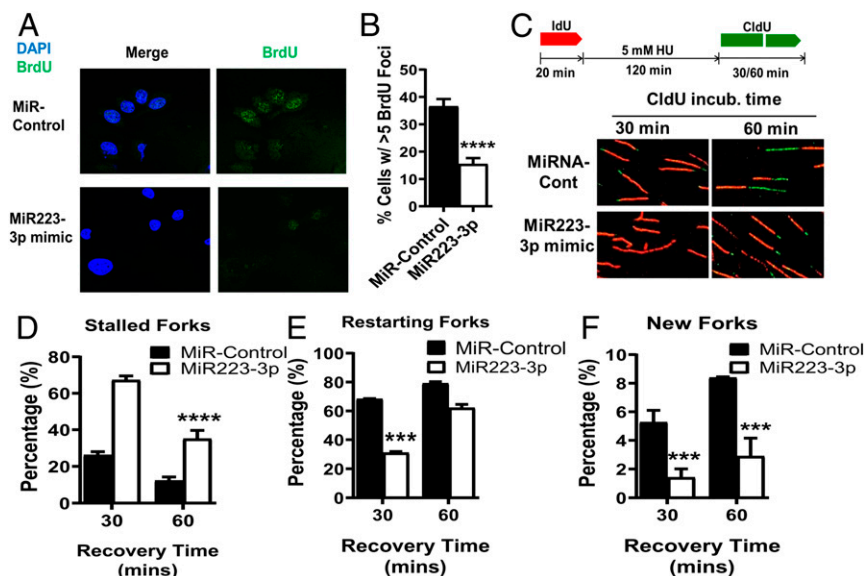 A
DAPI
BrdU
Merge
BrdU
MiR-
Control
MiR223-
3p mimic
B
% Cells w/ >5 BrdU Foci
50
40
30
20
10
0
****
MiR-Control
MiR223-3p
C
IdU
CldU
5 mM HU
20 min
120 min
30/60 min
CldU incub. time
30 min
60 min
MiRNA-
Cont
MiR223-
3p mimic
D
Stalled Forks
MiR-Control
MiR223-3p
Percentage (%)
80
60
40
20
0
****
30
60
Recovery Time
(mins)
E
Restarting Forks
MiR-Control
MiR223-3p
Percentage (%)
100
80
60
40
20
0
***
30
60
Recovery Time
(mins)
F
New Forks
MiR-Control
MiR223-3p
Percentage (%)
10
8
6
4
2
0
***
***
30
60
Recovery Time
(mins)